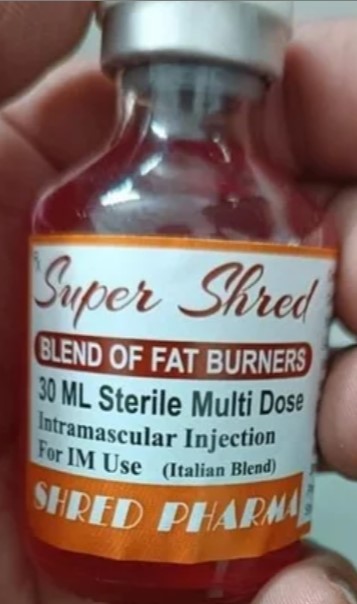 Super Shred
BLEND OF FAT BURNERS
30 ML Sterile Multi Dose
Intramascular Injection
For IM Use (Italian Blend)
SHRED PHARMA